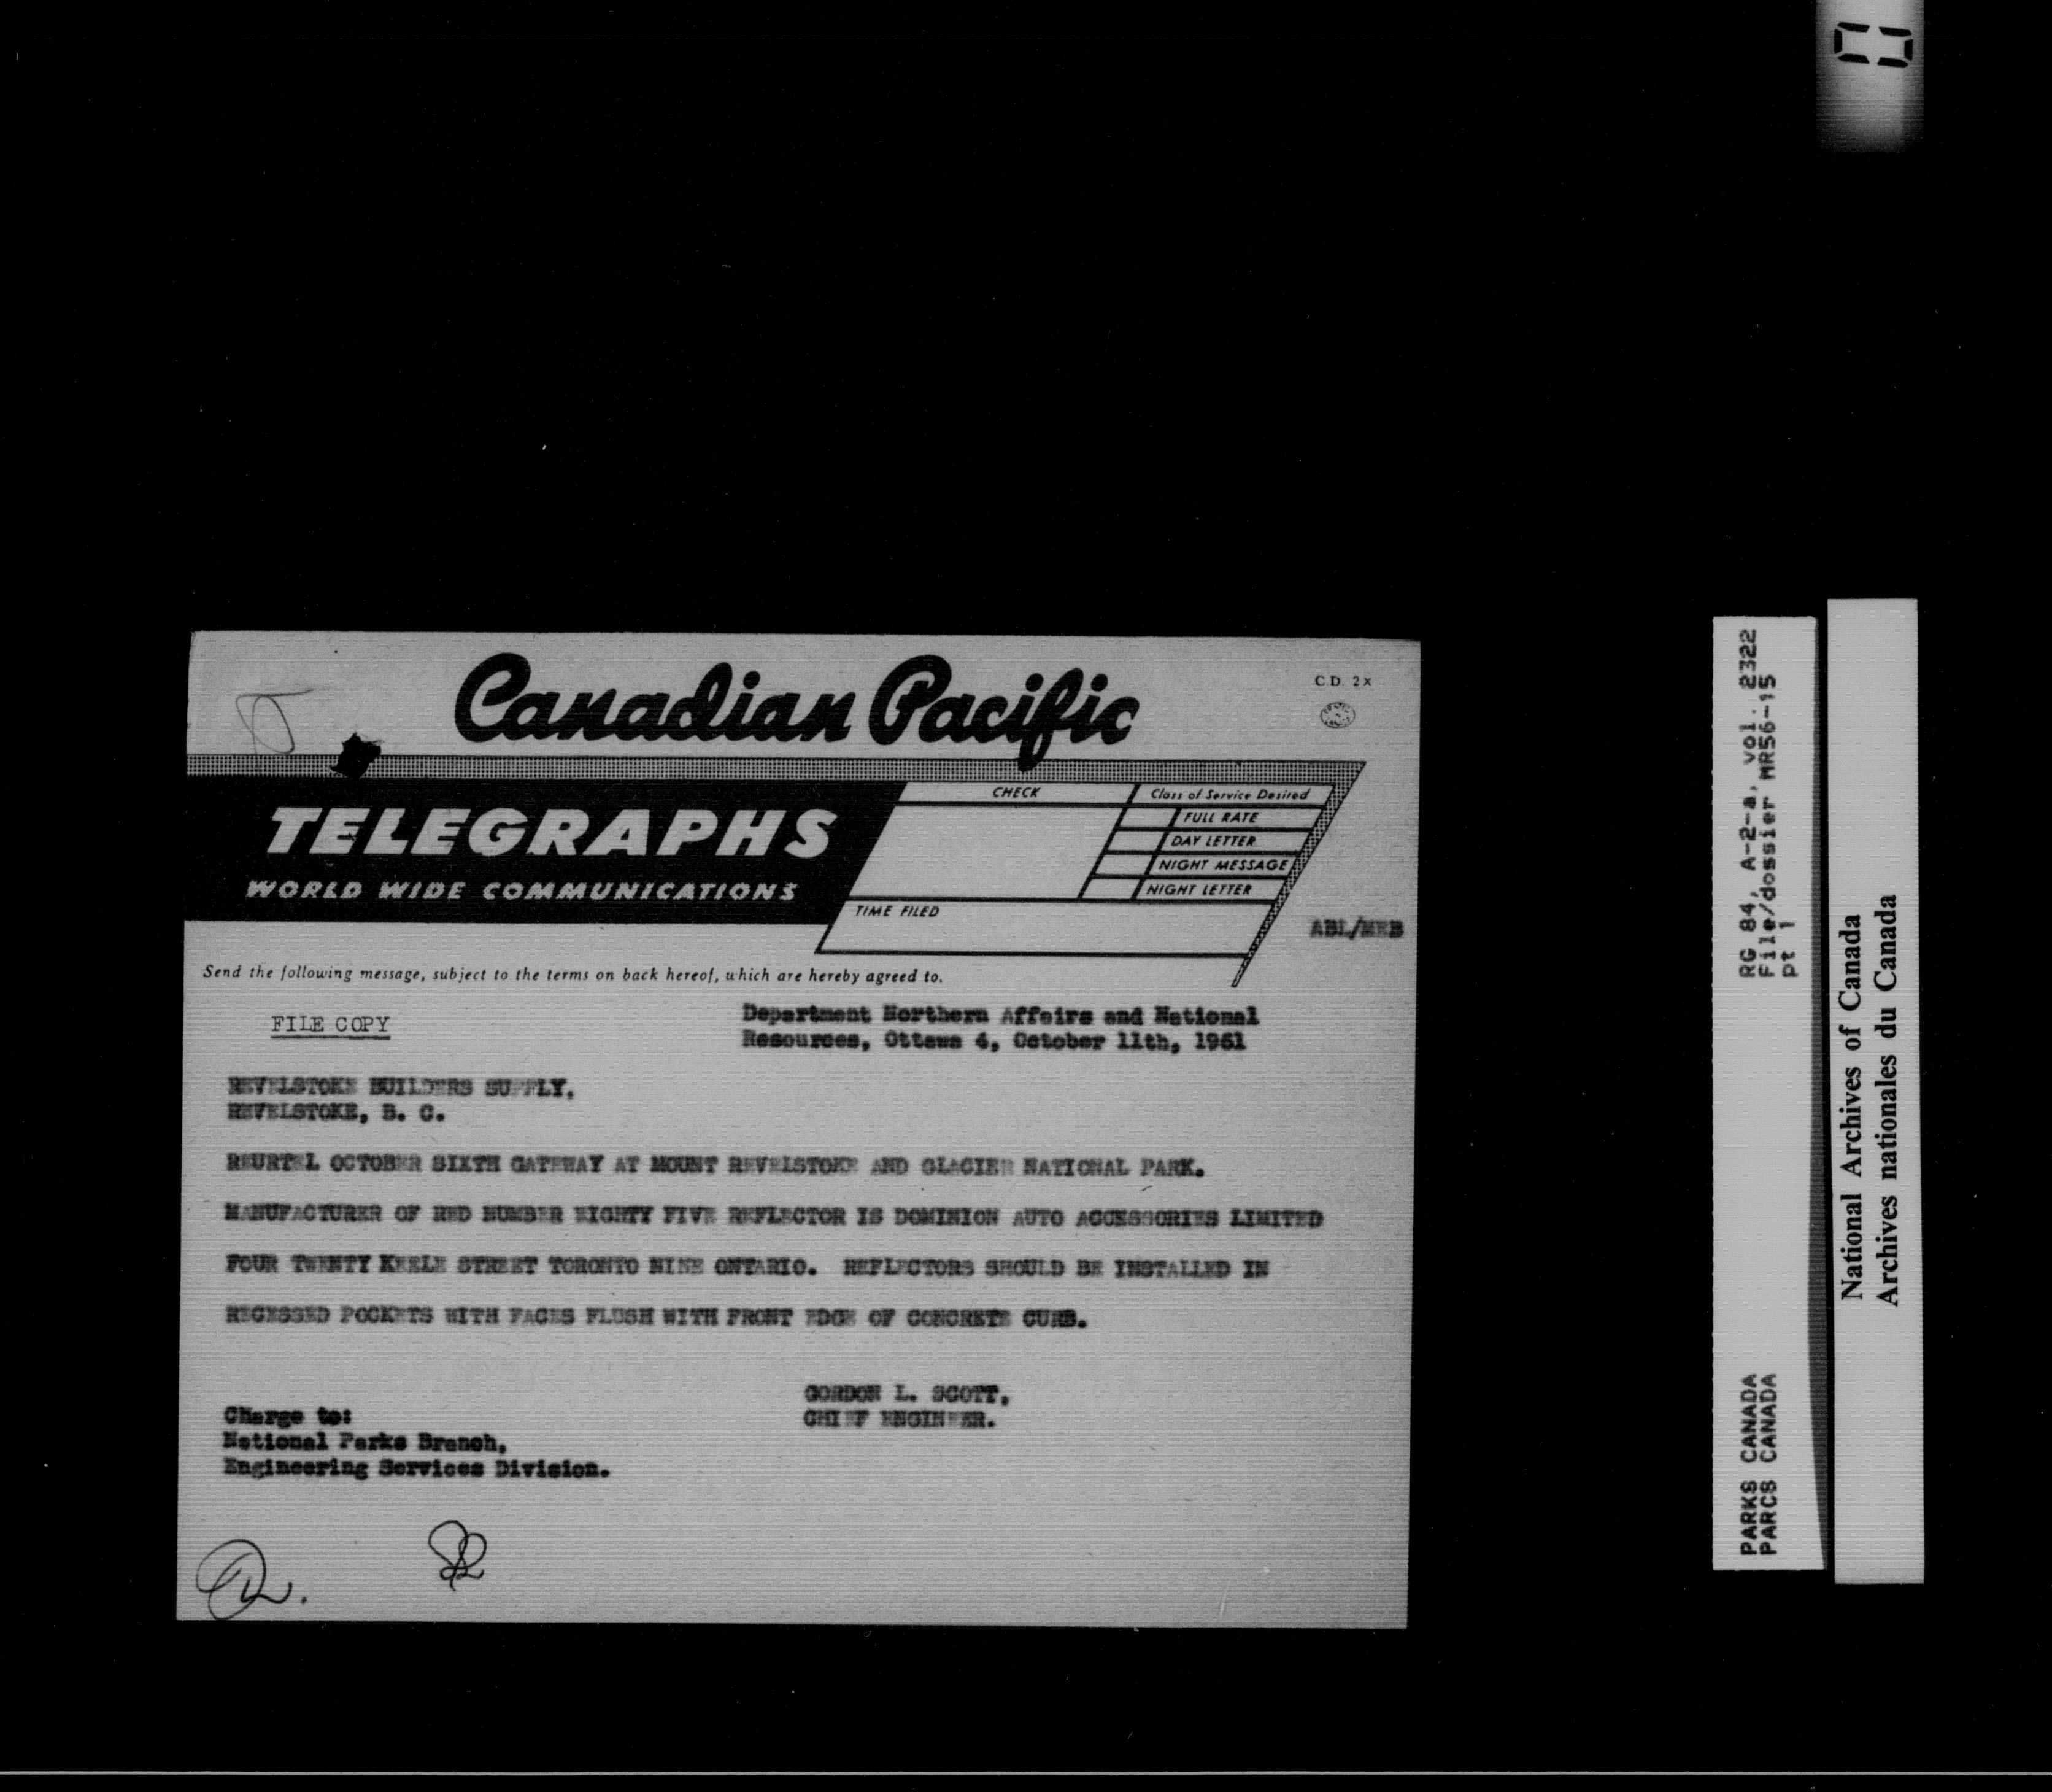 Canadian Pacific
C.D. 2X
TELEGRAPHS
WORLD WIDE COMMUNICATIONS
CHECK
Class of Service Desired
FULL RATE
DAY LETTER
NIGHT MESSAGE
NIGHT LETTER
TIME FILED
ABL/MEB
Send the following message, subject to the terms on back hereof, which are hereby agreed to.
FILE COPY
Department Northern Affairs and National
Resources, Ottawa 4, October 11th, 1961
REVELSTOKE BUILDERS SUPPLY,
REVELSTOKE, B. C.
REURTEL OCTOBER SIXTH GATEWAY AT MOUNT REVELSTOKE AND GLACIER NATIONAL PARK.
MANUFACTURER OF RED NUMBER EIGHTY FIVE REFLECTOR IS DOMINION AUTO ACCESSORIES LIMITED
FOUR TWENTY KEELE STREET TORONTO NINE ONTARIO. REFLECTORS SHOULD BE INSTALLED IN
RECESSED POCKETS WITH FACES FLUSH WITH FRONT EDGE OF CONCRETE CURB.
GORDON L. SCOTT,
CHIEF ENGINEER.
Charge to:
National Parks Branch,
Engineering Services Division.
RG 84, A-2-a, vol. 2322
File/dossier MR56-15
pt 1
PARKS CANADA
PARCS CANADA
National Archives of Canada
Archives nationales du Canada